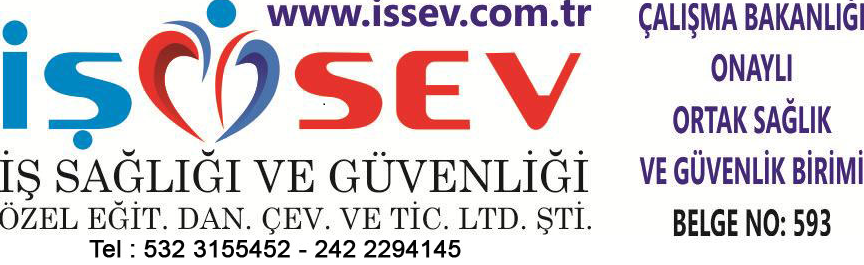 www.issev.com.tr
İŞ SEV
İŞ SAĞLIĞI VE GÜVENLİĞİ
ÖZEL EĞİT. DAN. ÇEV. VE TİC. LTD. ŞTİ.
Tel : 532 3155452 - 242 2294145
ÇALIŞMA BAKANLIĞI
ONAYLI
ORTAK SAĞLIK
VE GÜVENLİK BİRİMİ
BELGE NO: 593